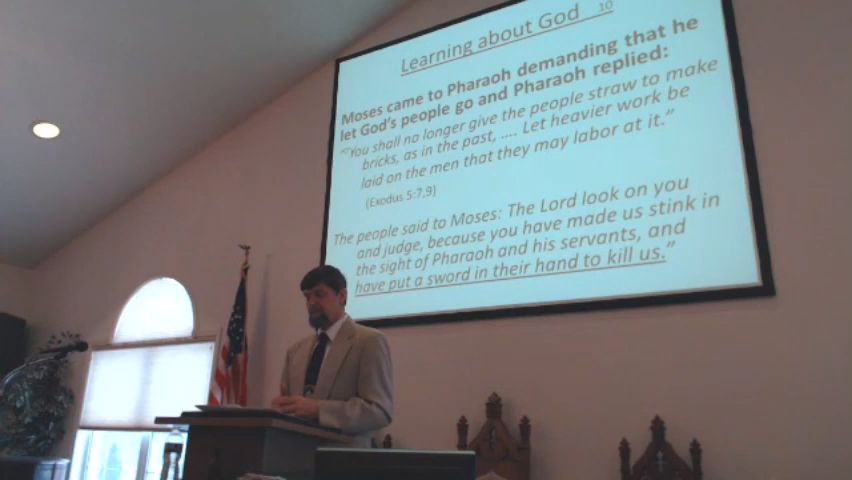 Learning about God 10
Moses came to Pharaoh demanding that he
let God's people go and Pharaoh replied:
"You shall no longer give the people straw to make
bricks, as in the past, .... Let heavier work be
laid on the men that they may labor at it."
(Exodus 5:7,9)
The people said to Moses: The Lord look on you
and judge, because you have made us stink in
the sight of Pharaoh and his servants, and
have put a sword in their hand to kill us."